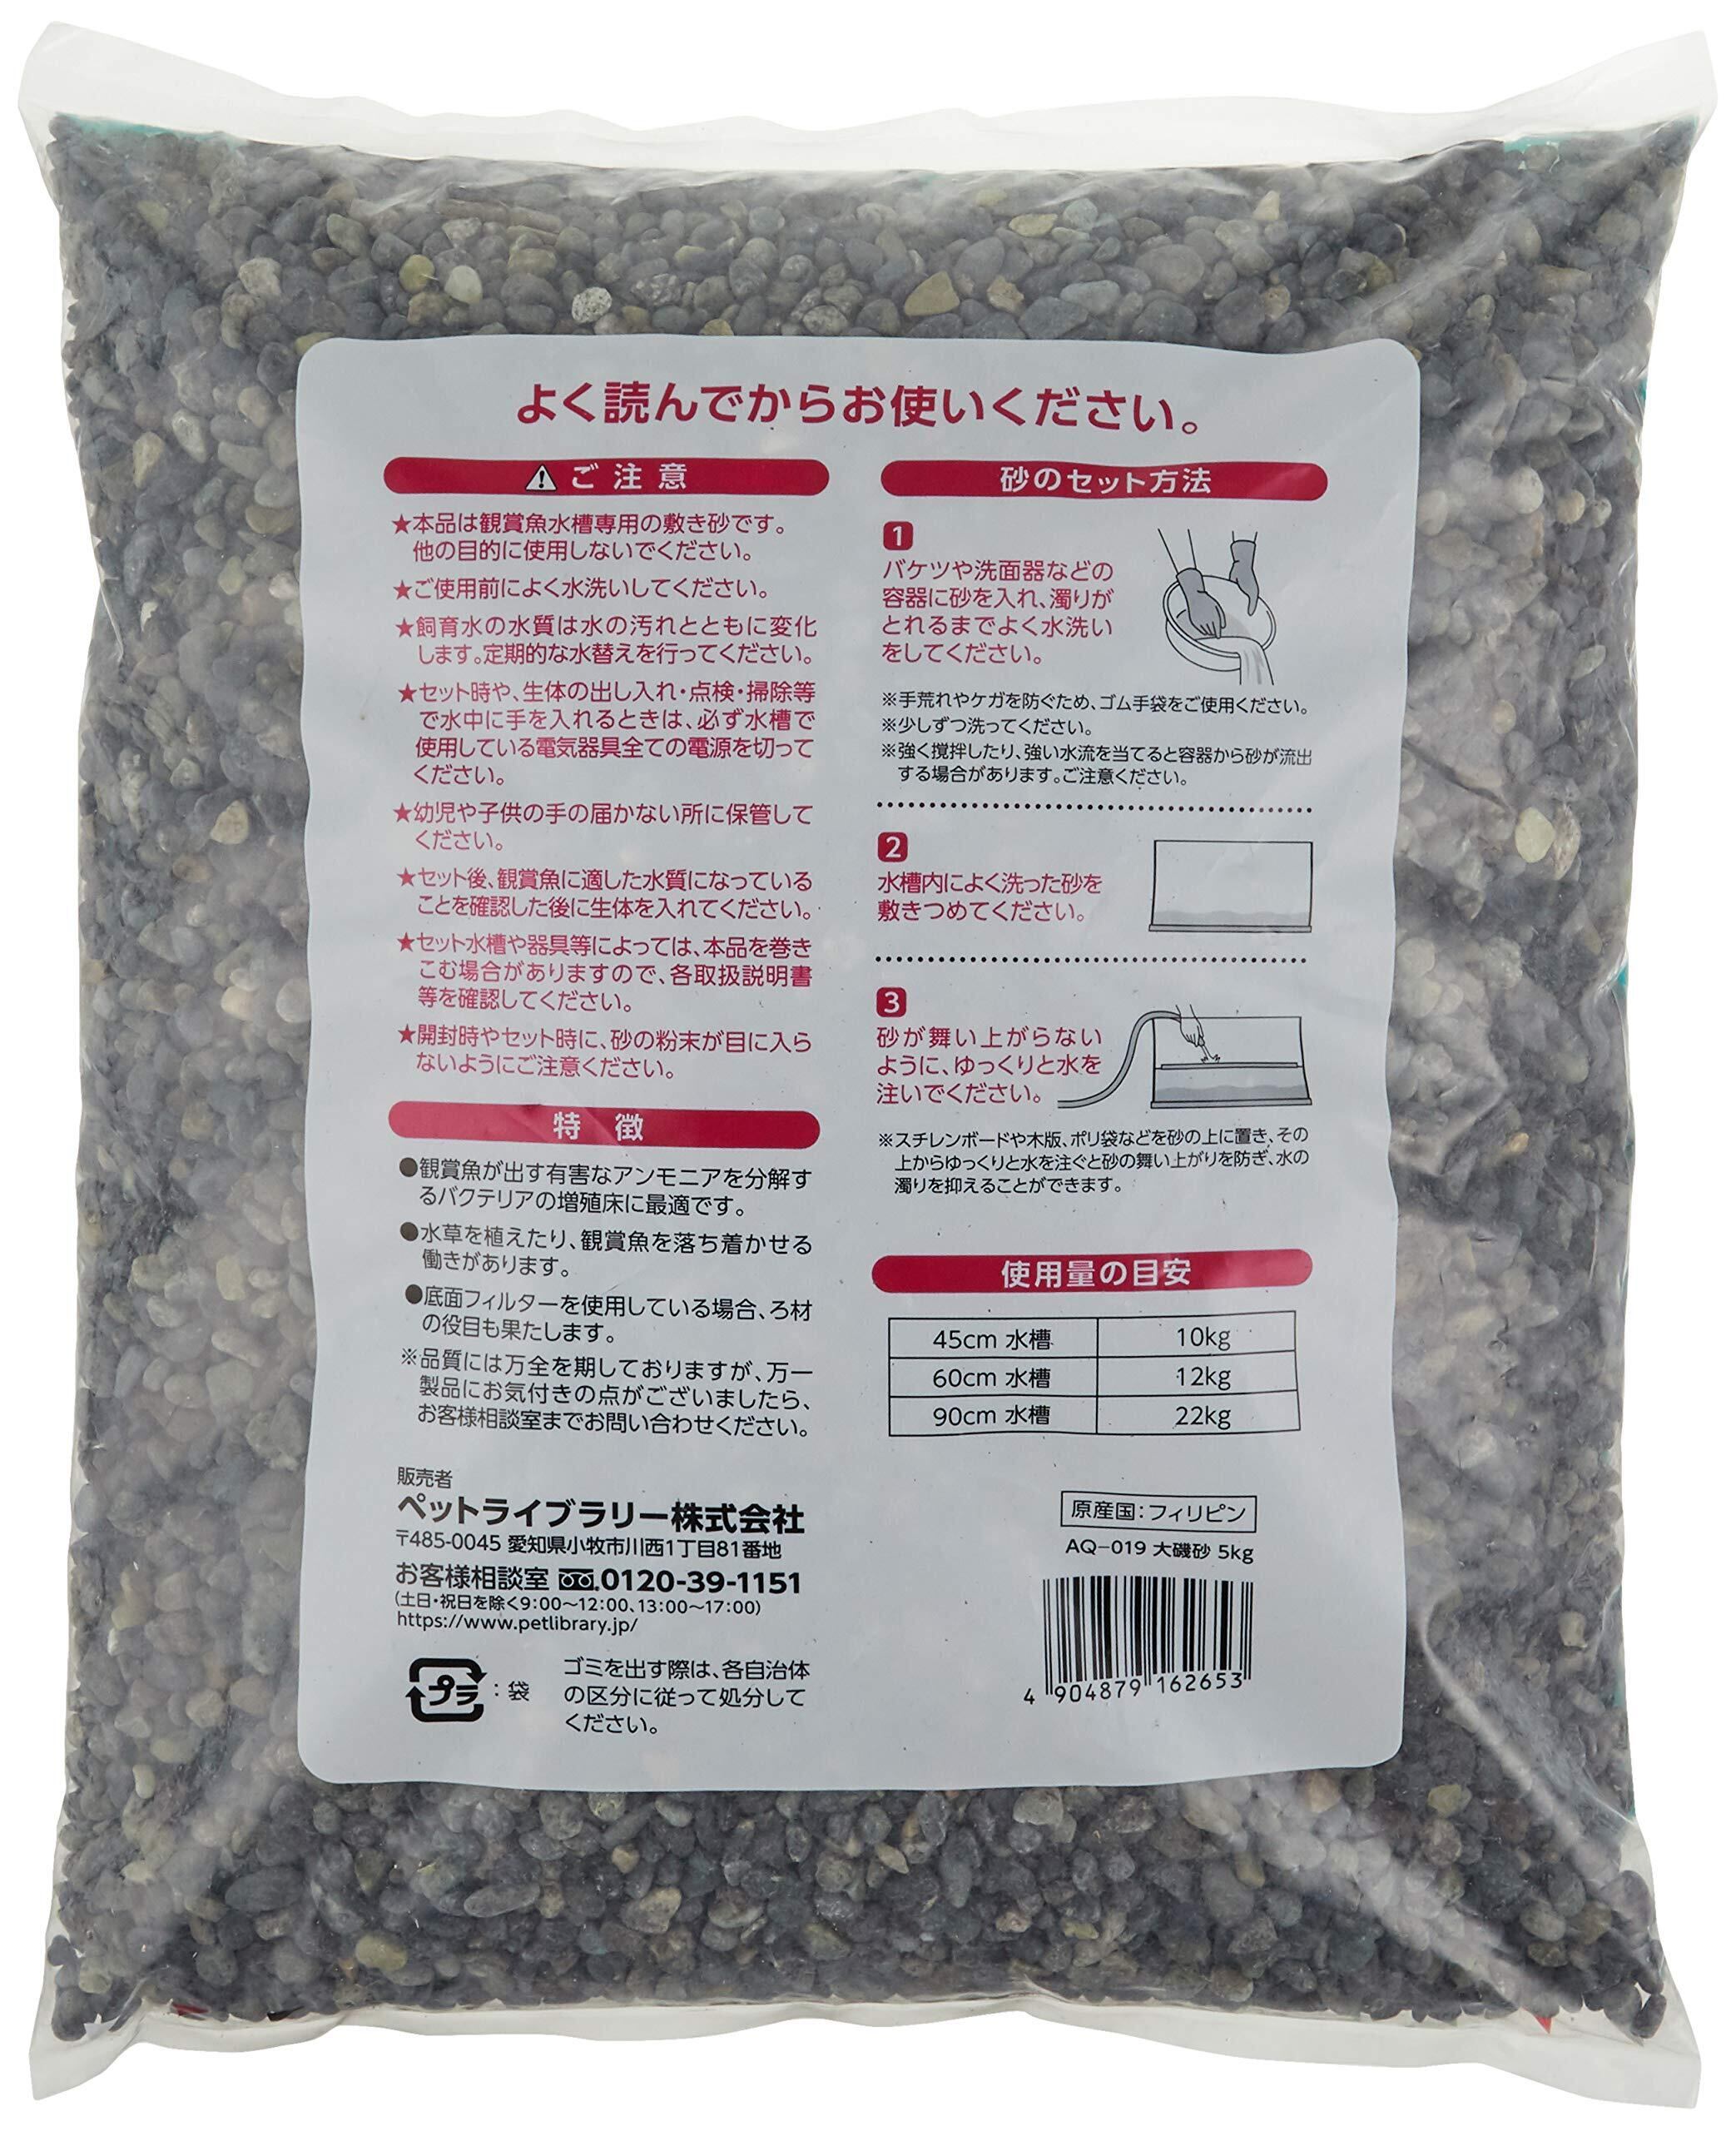 よく読んでからお使いください。
ご注意
★本品は観賞魚水槽専用の敷き砂です。
他の目的に使用しないでください。
★ご使用前によく水洗いしてください。
★飼育水の水質は水の汚れとともに変化
します。定期的な水替えを行ってください。
★セット時や、生体の出し入れ・点検・掃除等
で水中に手を入れるときは、必ず水槽で
使用している電気器具全ての電源を切って
ください。
★幼児や子供の手の届かない所に保管して
ください。
★セット後、観賞魚に適した水質になっている
ことを確認した後に生体を入れてください。
★セット水槽や器具等によっては、本品を巻き
こむ場合がありますので、各取扱説明書
等を確認してください。
★開封時やセット時に、砂の粉末が目に入ら
ないようにご注意ください。
特 徴
●観賞魚が出す有害なアンモニアを分解す
るバクテリアの増殖床に最適です。
●水草を植えたり、観賞魚を落ち着かせる
働きがあります。
●底面フィルターを使用している場合、ろ材
の役目も果たします。
※品質には万全を期しておりますが、万一
製品にお気付きの点がございましたら、
お客様相談室までお問い合わせください。
販売者
ペットライブラリー株式会社
〒485-0045 愛知県小牧市川西1丁目81番地
お客様相談室 0120-39-1151
(土日・祝日を除く9:00〜12:00、13:00〜17:00)
https://www.petlibrary.jp/
プラ:袋
ゴミを出す際は、各自治体
の区分に従って処分して
ください。
砂のセット方法
1
バケツや洗面器などの
容器に砂を入れ、濁りが
とれるまでよく水洗い
をしてください。
※手荒れやケガを防ぐため、ゴム手袋をご使用ください。
※少しずつ洗ってください。
※強く撹拌したり、強い水流を当てると容器から砂が流出
する場合があります。ご注意ください。
2
水槽内によく洗った砂を
敷きつめてください。
3
砂が舞い上がらない
ように、ゆっくりと水を
注いでください。
※スチレンボードや木版、ポリ袋などを砂の上に置き、その
上からゆっくりと水を注ぐと砂の舞い上がりを防ぎ、水の
濁りを抑えることができます。
使用量の目安
45cm 水槽 10kg
60cm 水槽 12kg
90cm 水槽 22kg
原産国:フィリピン
AQ-019 大磯砂 5kg
4 904879 162653